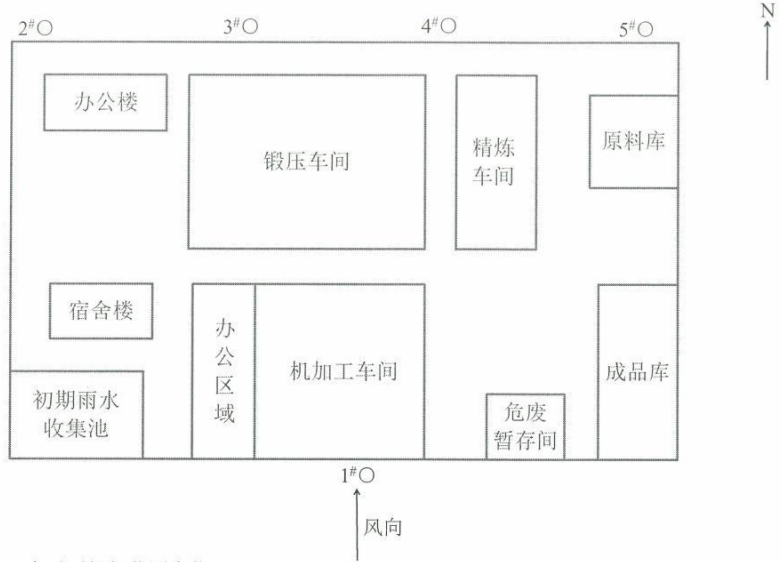 N
2#○ 3#○ 4#○ 5#○
办公楼
锻压车间
精炼
车间
原料库
宿舍楼
办
公
区
域
机加工车间
成品库
初期雨水
收集池
危废
暂存间
1#○
风向